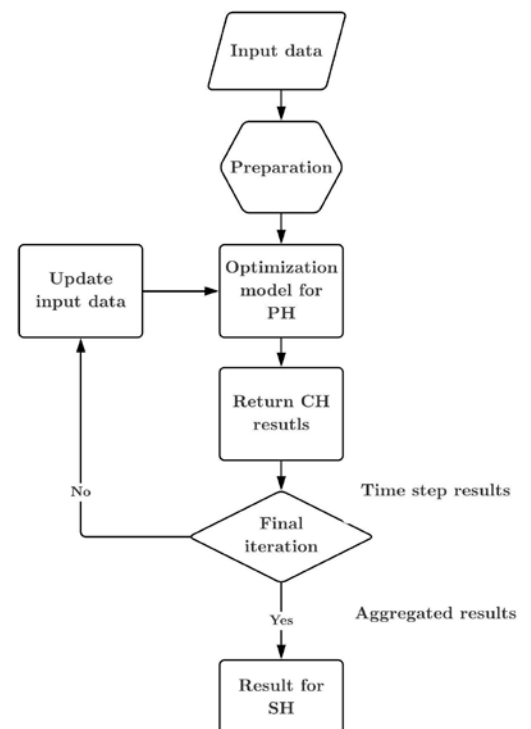 Input data
Preparation
Update
input data
Optimization
model for
PH
Return CH
resutls
No
Time step results
Final
iteration
Yes
Aggregated results
Result for
SH